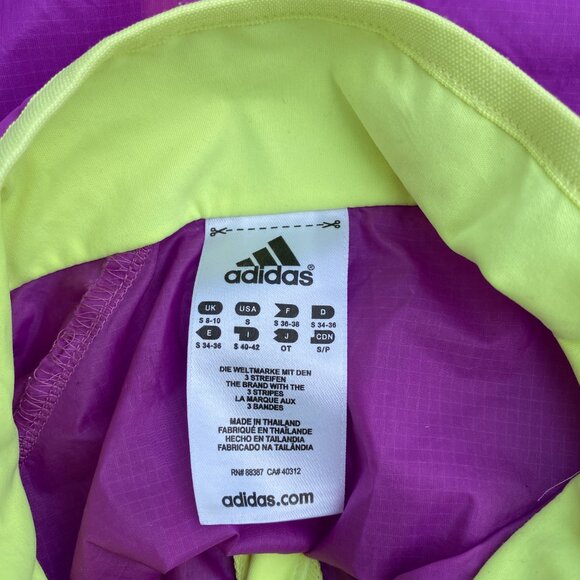 adidas®
UK USA F D
S 8-10 S S 36-38 S 34-36
E I J CDN
S 34-36 S 40-42 OT S/P
DIE WELTMARKE MIT DEN
3 STREIFEN
THE BRAND WITH THE
3 STRIPES
LA MARQUE AUX
3 BANDES
MADE IN THAILAND
FABRIQUÉ EN THAÏLANDE
HECHO EN TAILANDIA
FABRICADO NA TAILÂNDIA
RN# 88387 CA# 40312
adidas.com